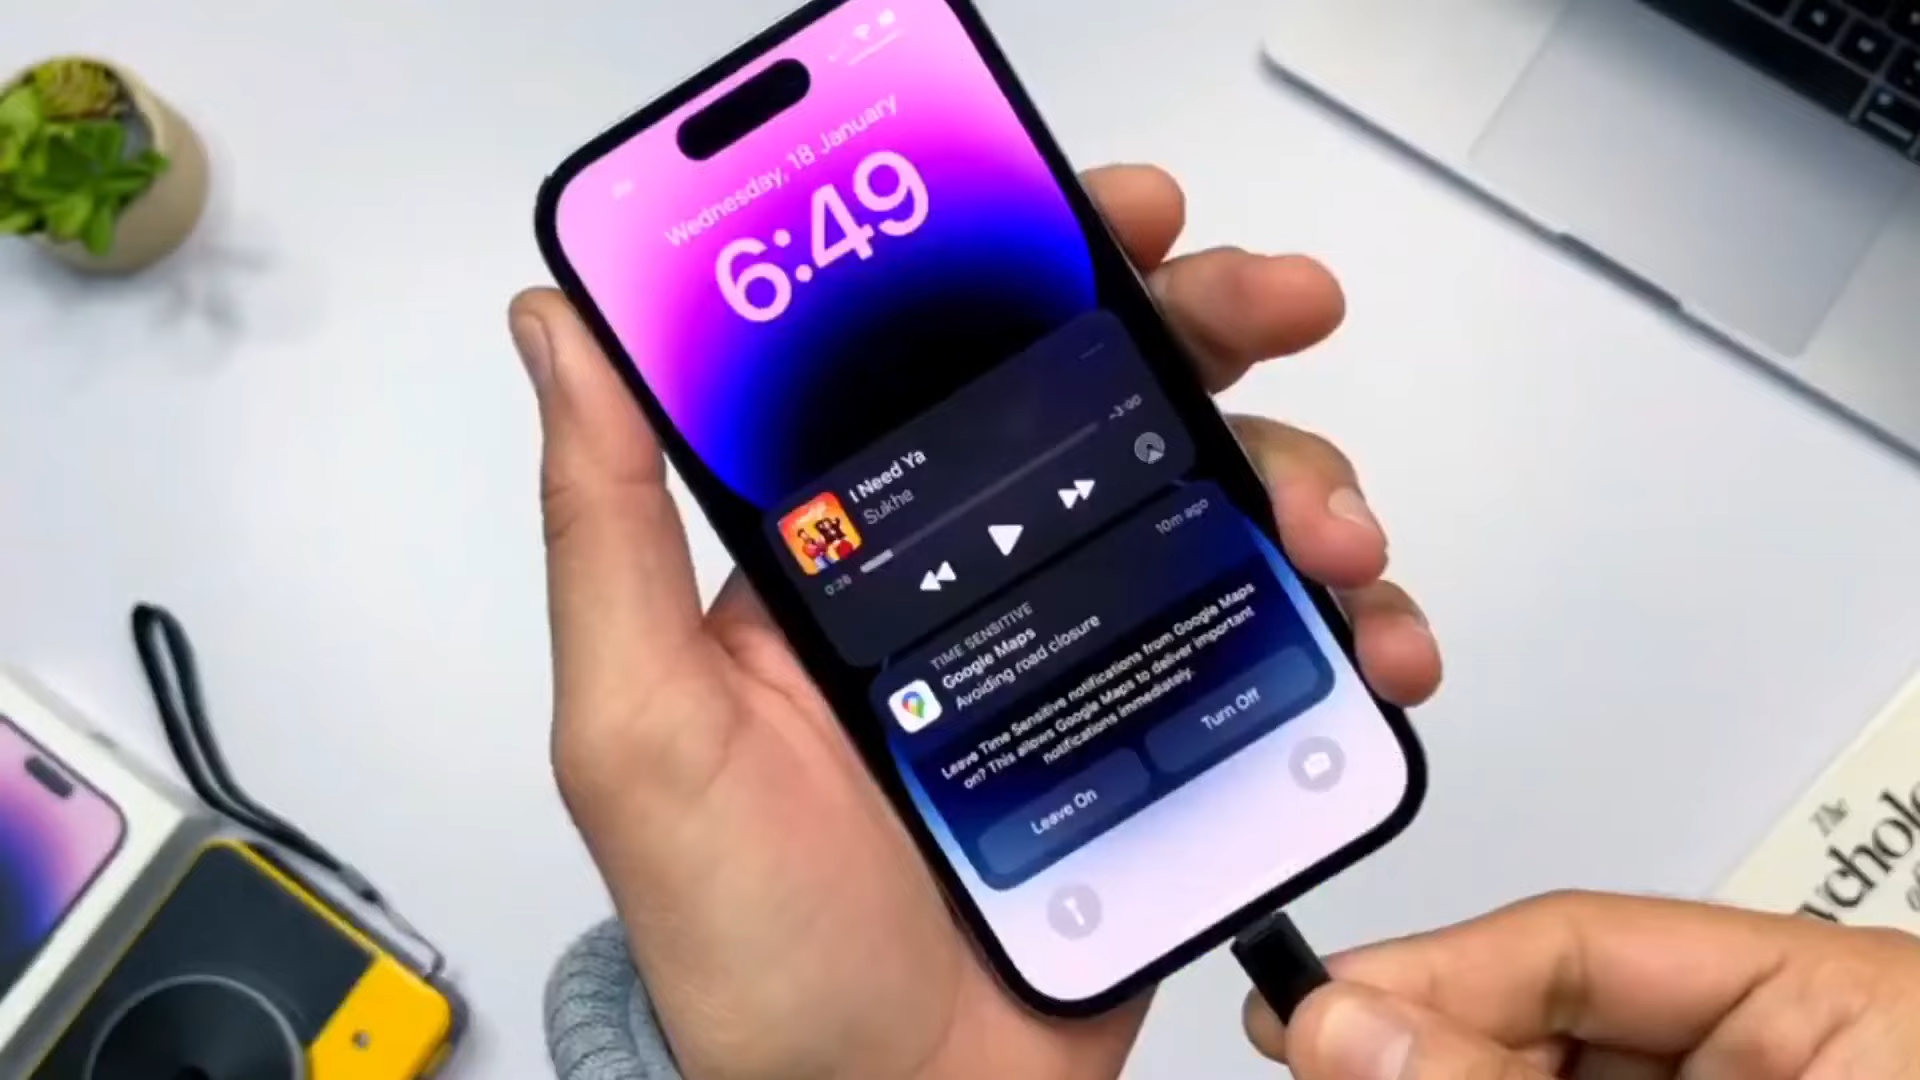 Wednesday, 18 January
6:49
I Need Ya
Sukhe
0:26
-3:00
TIME SENSITIVE
10m ago
Google Maps
Avoiding road closure
Leave Time Sensitive notifications from Google Maps
on? This allows Google Maps to deliver important
notifications immediately.
Leave On
Turn Off
The